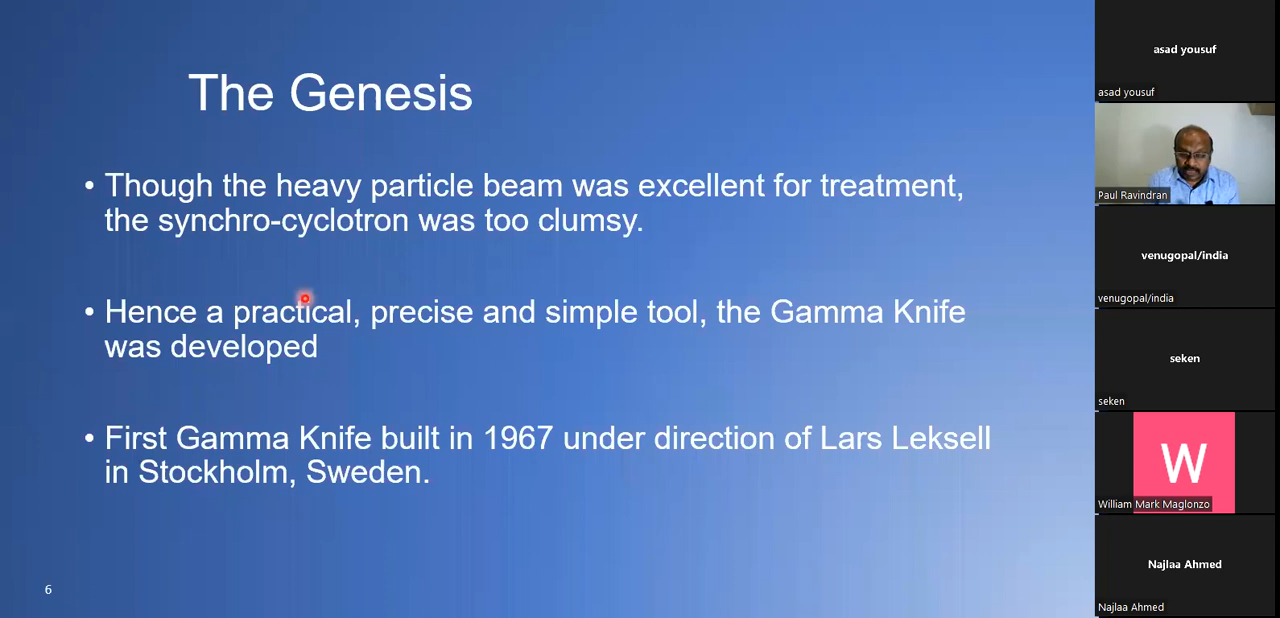 The Genesis
• Though the heavy particle beam was excellent for treatment,
the synchro-cyclotron was too clumsy.
• Hence a practical, precise and simple tool, the Gamma Knife
was developed
• First Gamma Knife built in 1967 under direction of Lars Leksell
in Stockholm, Sweden.
6
asad yousuf
asad yousuf
Paul Ravindran
venugopal/india
venugopal/india
seken
seken
W
William Mark Maglonzo
Najlaa Ahmed
Najlaa Ahmed